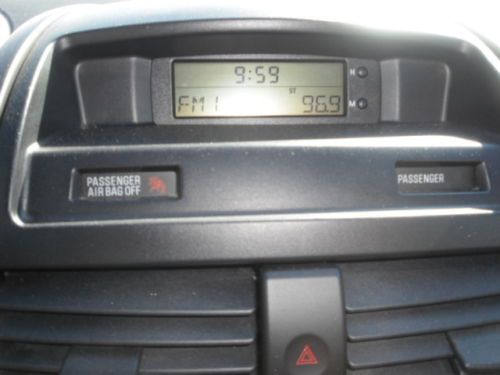 9:59 H
FM1 ST 96.9 M
PASSENGER
AIR BAG OFF
PASSENGER